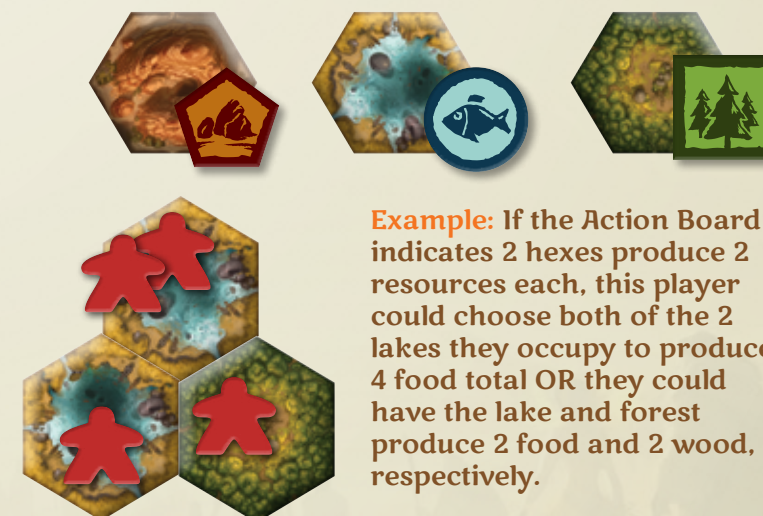 Example: If the Action Board
indicates 2 hexes produce 2
resources each, this player
could choose both of the 2
lakes they occupy to produce
4 food total OR they could
have the lake and forest
produce 2 food and 2 wood,
respectively.